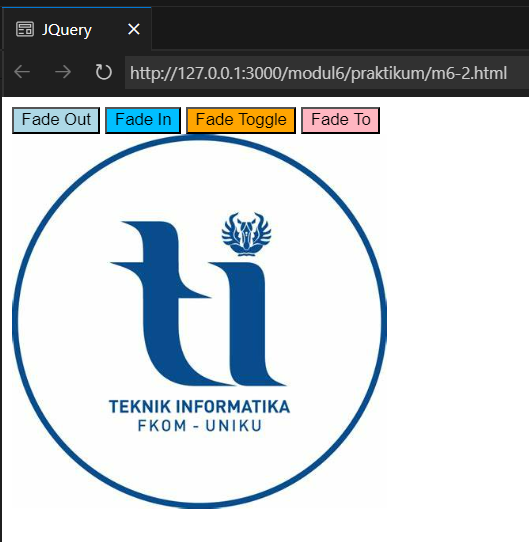 JQuery
http://127.0.0.1:3000/modul6/praktikum/m6-2.html
Fade Out Fade In Fade Toggle Fade To
ti
TEKNIK INFORMATIKA
FKOM - UNIKU